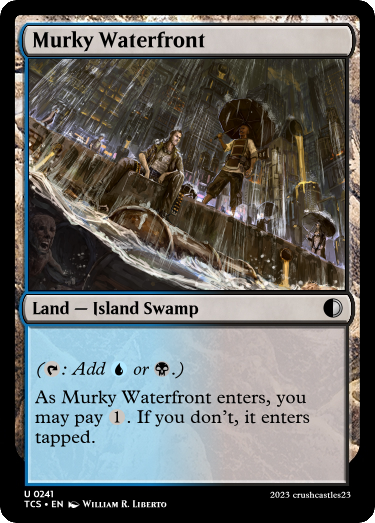 Murky Waterfront
Land — Island Swamp
(: Add or .)
As Murky Waterfront enters, you
may pay 1. If you don't, it enters
tapped.
U 0241
TCS • EN William R. Liberto
2023 crushcastles23